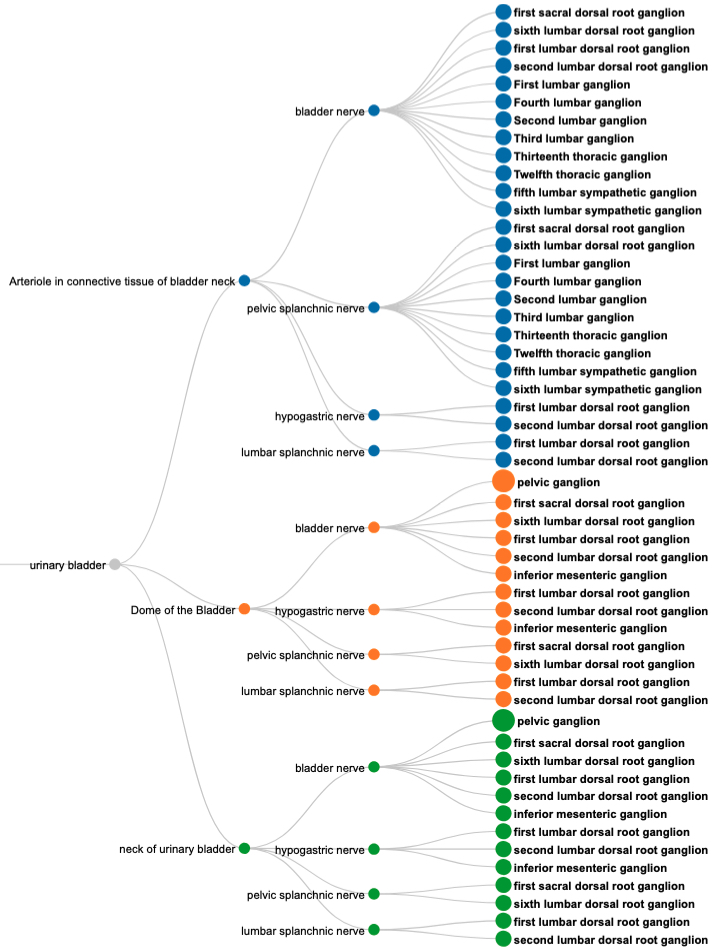 urinary bladder
Arteriole in connective tissue of bladder neck
bladder nerve
first sacral dorsal root ganglion
sixth lumbar dorsal root ganglion
first lumbar dorsal root ganglion
second lumbar dorsal root ganglion
First lumbar ganglion
Fourth lumbar ganglion
Second lumbar ganglion
Third lumbar ganglion
Thirteenth thoracic ganglion
Twelfth thoracic ganglion
fifth lumbar sympathetic ganglion
sixth lumbar sympathetic ganglion
pelvic splanchnic nerve
first sacral dorsal root ganglion
sixth lumbar dorsal root ganglion
First lumbar ganglion
Fourth lumbar ganglion
Second lumbar ganglion
Third lumbar ganglion
Thirteenth thoracic ganglion
Twelfth thoracic ganglion
fifth lumbar sympathetic ganglion
sixth lumbar sympathetic ganglion
hypogastric nerve
first lumbar dorsal root ganglion
second lumbar dorsal root ganglion
lumbar splanchnic nerve
first lumbar dorsal root ganglion
second lumbar dorsal root ganglion
Dome of the Bladder
bladder nerve
pelvic ganglion
first sacral dorsal root ganglion
sixth lumbar dorsal root ganglion
first lumbar dorsal root ganglion
second lumbar dorsal root ganglion
inferior mesenteric ganglion
hypogastric nerve
first lumbar dorsal root ganglion
second lumbar dorsal root ganglion
inferior mesenteric ganglion
pelvic splanchnic nerve
first sacral dorsal root ganglion
sixth lumbar dorsal root ganglion
lumbar splanchnic nerve
first lumbar dorsal root ganglion
second lumbar dorsal root ganglion
neck of urinary bladder
bladder nerve
pelvic ganglion
first sacral dorsal root ganglion
sixth lumbar dorsal root ganglion
first lumbar dorsal root ganglion
second lumbar dorsal root ganglion
inferior mesenteric ganglion
hypogastric nerve
first lumbar dorsal root ganglion
second lumbar dorsal root ganglion
inferior mesenteric ganglion
pelvic splanchnic nerve
first sacral dorsal root ganglion
sixth lumbar dorsal root ganglion
lumbar splanchnic nerve
first lumbar dorsal root ganglion
second lumbar dorsal root ganglion